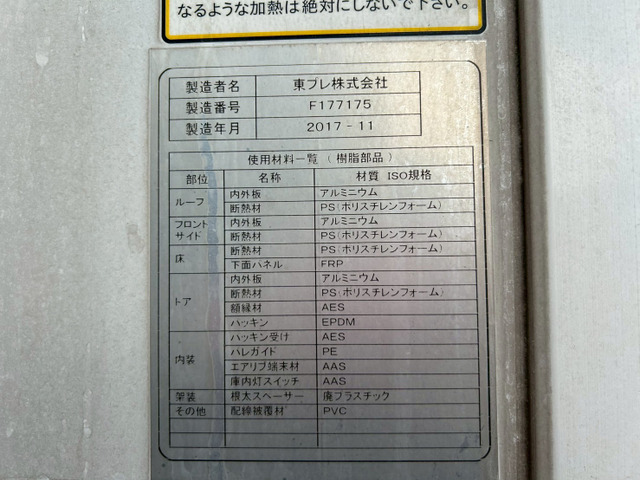 なるような加熱は絶対にしないで下さい。
製造者名 東プレ株式会社
製造番号 F177175
製造年月 2017-11
使用材料一覧（樹脂部品）
部位 名称 材質 ISO規格
ルーフ 内外板 アルミニウム
断熱材 PS(ポリスチレンフォーム)
フロント サイド 内外板 アルミニウム
断熱材 PS(ポリスチレンフォーム)
床 断熱材 PS(ポリスチレンフォーム)
下面パネル FRP
トア 内外板 アルミニウム
断熱材 PS(ポリスチレンフォーム)
額縁材 AES
ハッキン EPDM
内装 ハッキン受け AES
ハレガイド PE
エアリブ端末材 AAS
庫内灯スイッチ AAS
架装 根太スペーサー 廃プラスチック
その他 配線被覆材 PVC